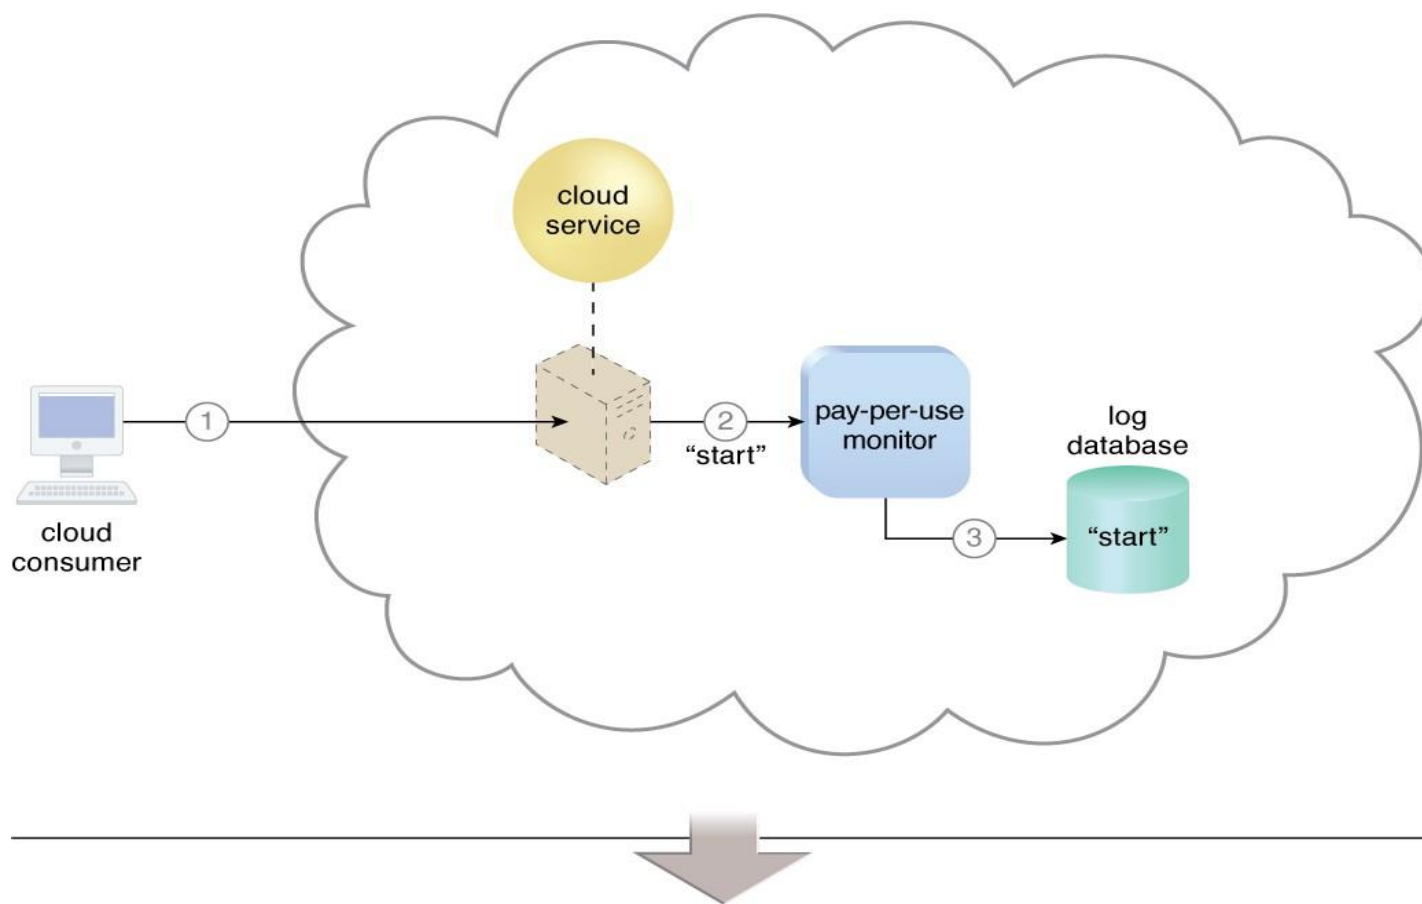 cloud
service
1
2
“start”
pay-per-use
monitor
log
database
“start”
3
cloud
consumer